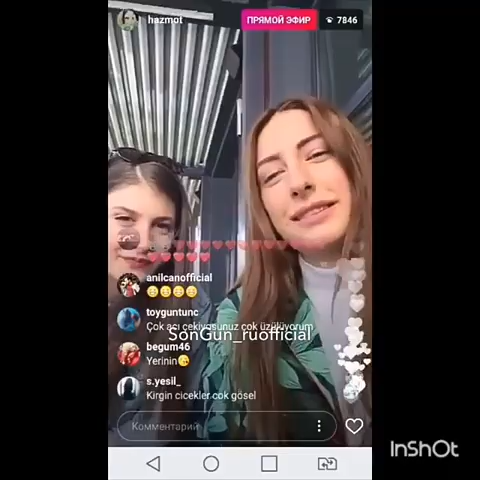 hazmot
ПРЯМОЙ ЭФИР
7846
anilcanofficial
toyguntunc
Çok acı çekiyosunuz çok üzülüyorum
SonGun_ruofficial
begum46
Yerinin
s.yesil_
Kirgin cicekler cok gösel
Комментарий
InShOt